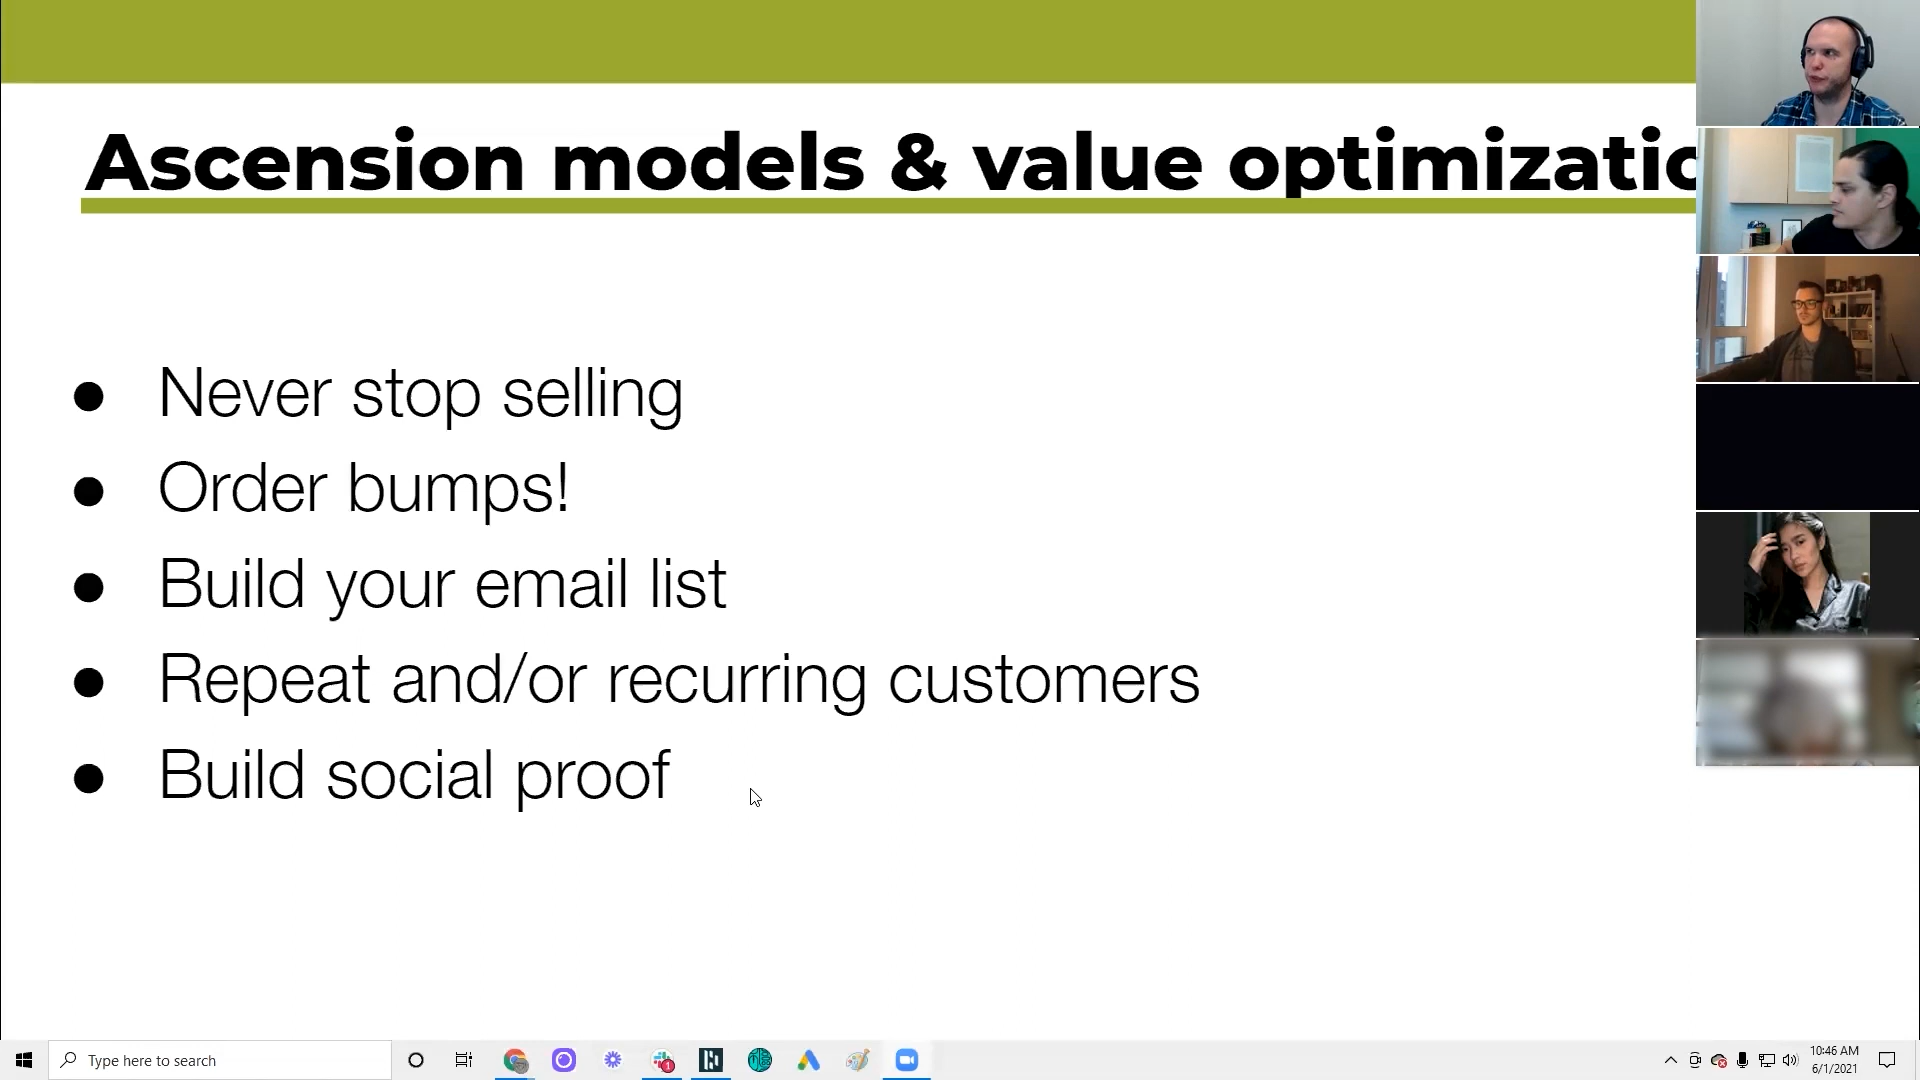 Ascension models & value optimizatio
● Never stop selling
● Order bumps!
● Build your email list
● Repeat and/or recurring customers
● Build social proof
Type here to search
1
10:46 AM
6/1/2021